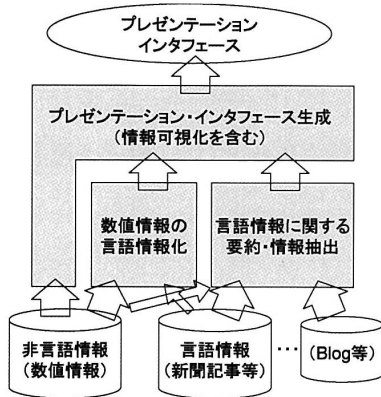 プレゼンテーション
インタフェース
プレゼンテーション・インタフェース生成
(情報可視化を含む)
数値情報の
言語情報化
言語情報に関する
要約・情報抽出
非言語情報
(数値情報)
言語情報
(新聞記事等)
…
(Blog等)